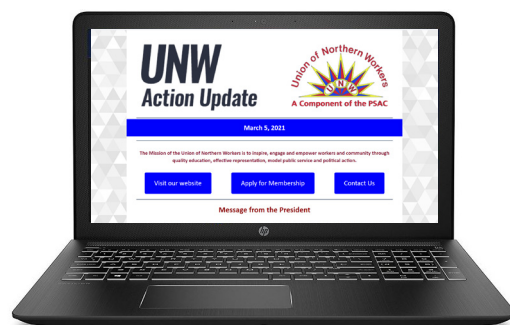 UNW
Action Update
Union of Northern Workers
UNW
A Component of the PSAC
March 5, 2021
The Mission of the Union of Northern Workers is to inspire, engage and empower workers and community through
quality education, effective representation, model public service and political action.
Visit our website
Apply for Membership
Contact Us
Message from the President
hp